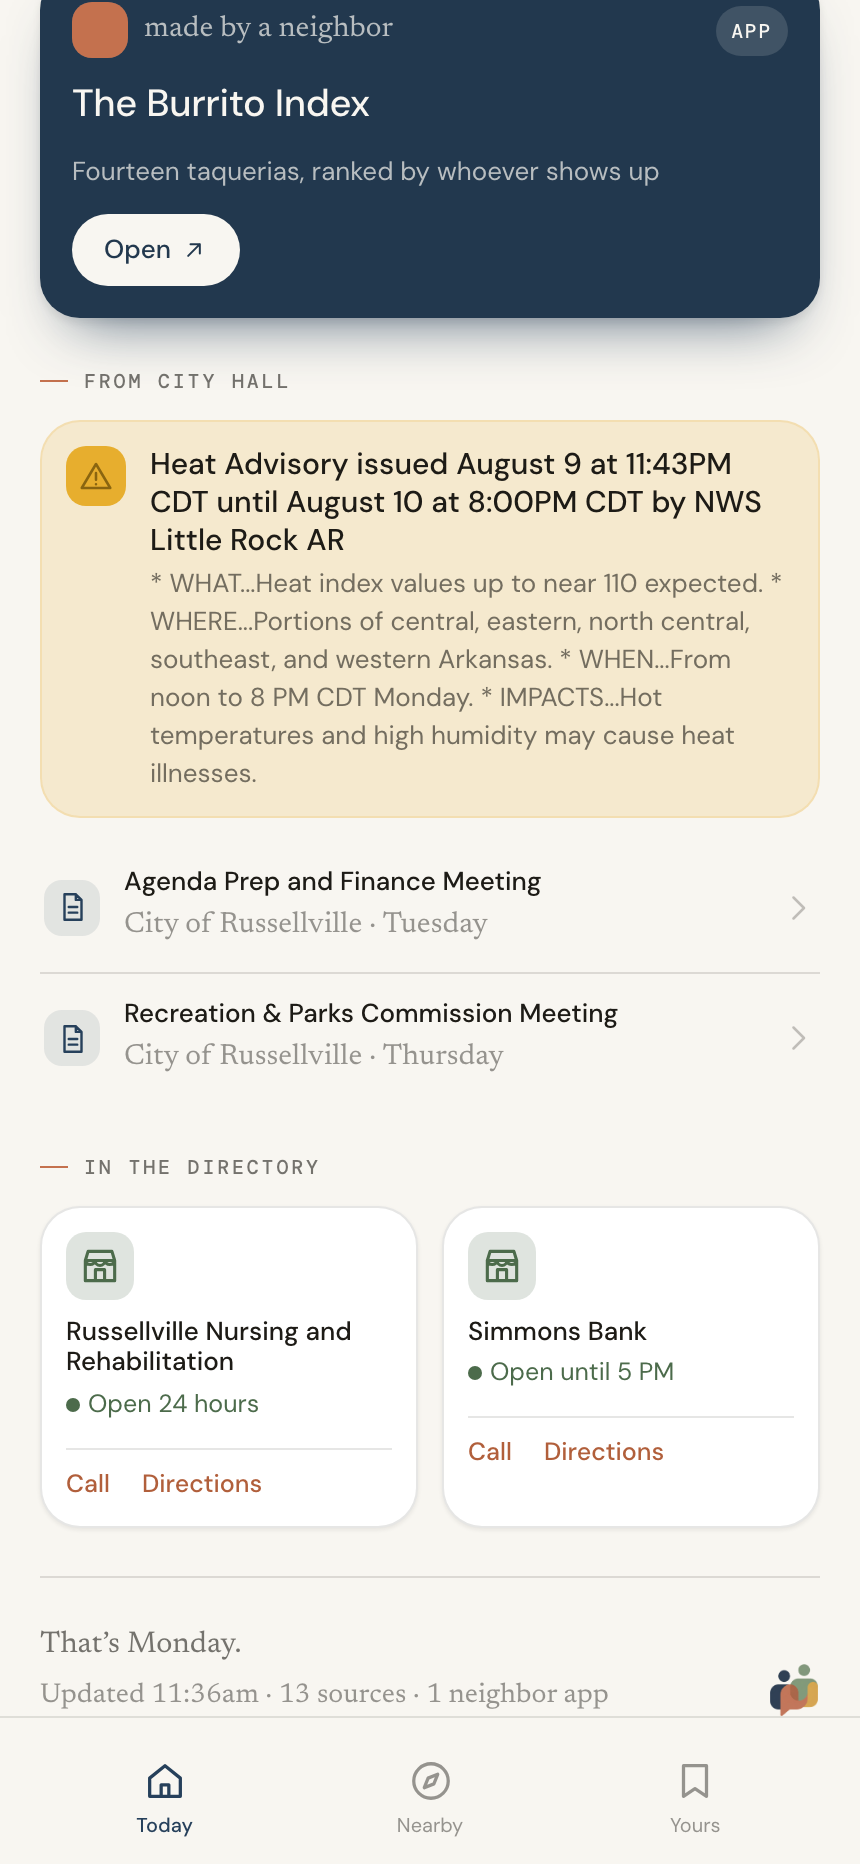 made by a neighbor
APP
The Burrito Index
Fourteen taquerias, ranked by whoever shows up
Open
FROM CITY HALL
Heat Advisory issued August 9 at 11:43PM
CDT until August 10 at 8:00PM CDT by NWS
Little Rock AR
* WHAT...Heat index values up to near 110 expected. *
WHERE...Portions of central, eastern, north central,
southeast, and western Arkansas. * WHEN...From
noon to 8 PM CDT Monday. * IMPACTS...Hot
temperatures and high humidity may cause heat
illnesses.
Agenda Prep and Finance Meeting
City of Russellville · Tuesday
Recreation & Parks Commission Meeting
City of Russellville · Thursday
IN THE DIRECTORY
Russellville Nursing and
Rehabilitation
Open 24 hours
Call Directions
Simmons Bank
Open until 5 PM
Call Directions
That’s Monday.
Updated 11:36am · 13 sources · 1 neighbor app
Today
Nearby
Yours